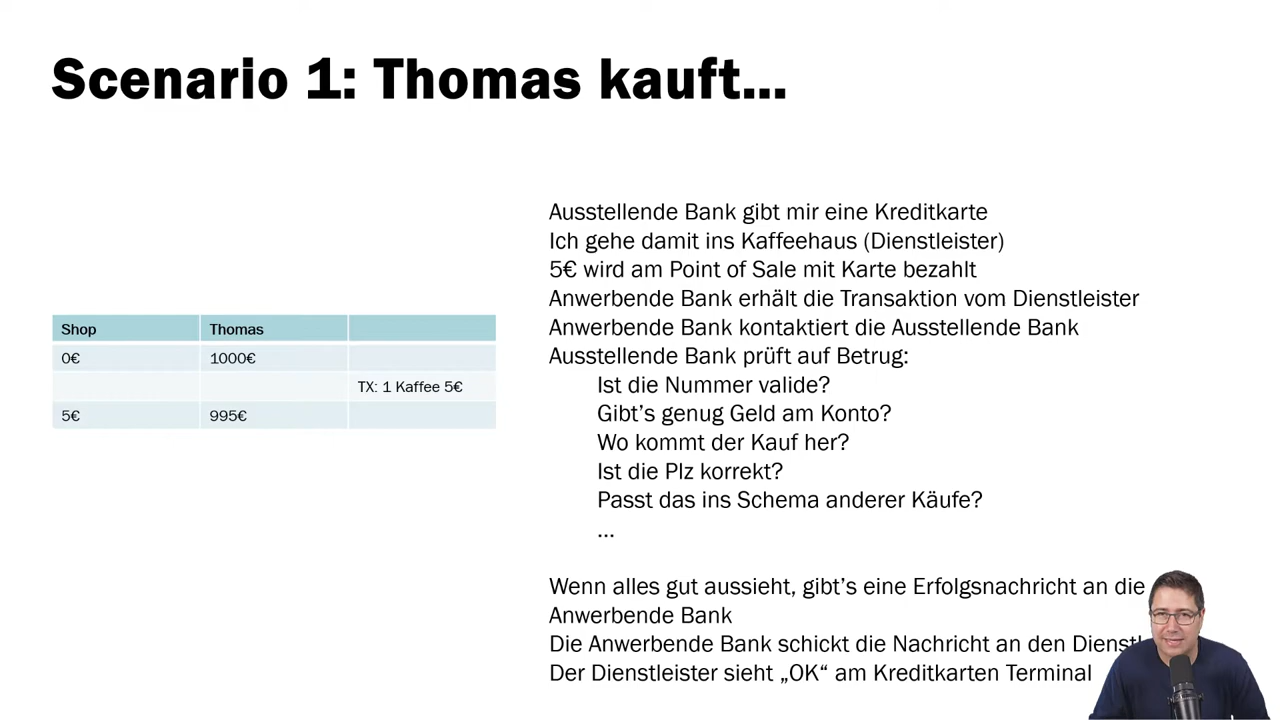 Scenario 1: Thomas kauft...
Shop Thomas
0€ 1000€
TX: 1 Kaffee 5€
5€ 995€
Ausstellende Bank gibt mir eine Kreditkarte
Ich gehe damit ins Kaffeehaus (Dienstleister)
5€ wird am Point of Sale mit Karte bezahlt
Anwerbende Bank erhält die Transaktion vom Dienstleister
Anwerbende Bank kontaktiert die Ausstellende Bank
Ausstellende Bank prüft auf Betrug:
Ist die Nummer valide?
Gibt’s genug Geld am Konto?
Wo kommt der Kauf her?
Ist die Plz korrekt?
Passt das ins Schema anderer Käufe?
...
Wenn alles gut aussieht, gibt’s eine Erfolgsnachricht an die
Anwerbende Bank
Die Anwerbende Bank schickt die Nachricht an den
Der Dienstleister sieht „OK“ am Kreditkarten Terminal